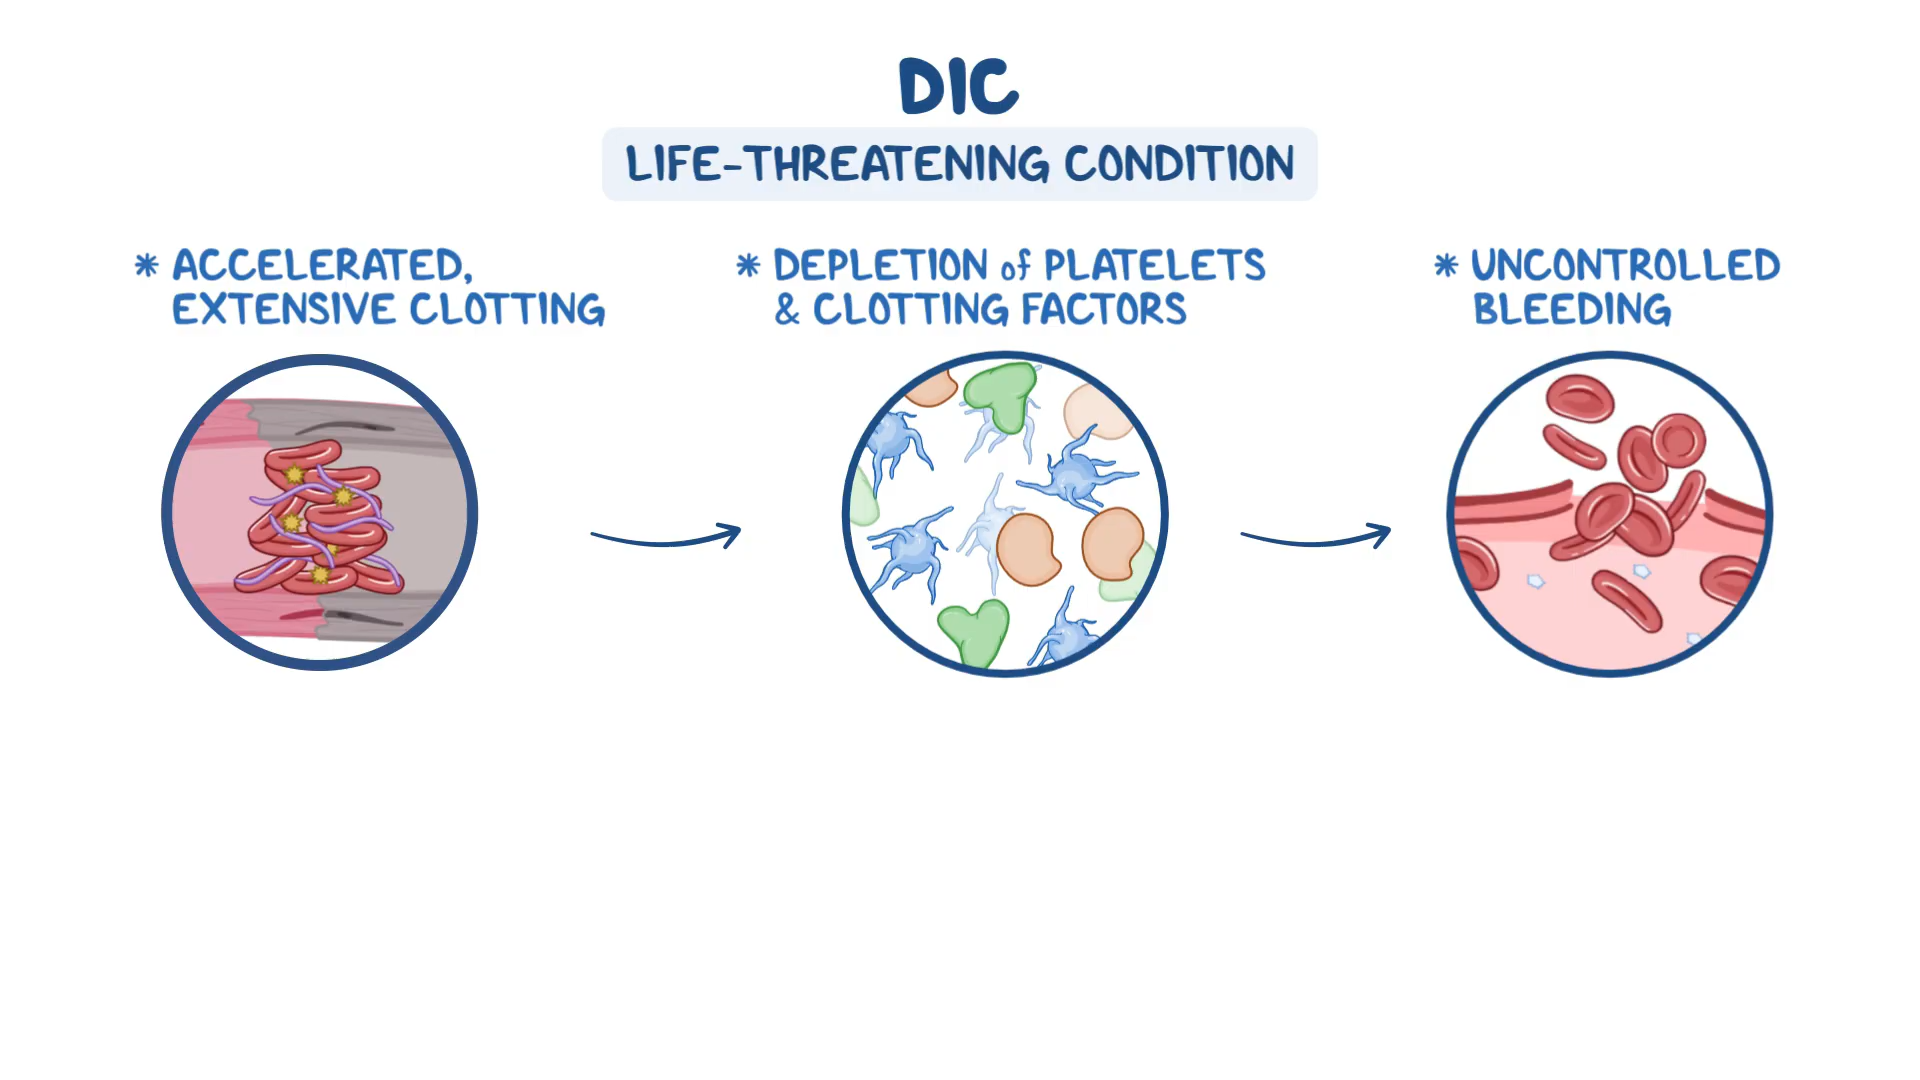 DIC
LIFE-THREATENING CONDITION
* ACCELERATED,
EXTENSIVE CLOTTING
* DEPLETION of PLATELETS
& CLOTTING FACTORS
* UNCONTROLLED
BLEEDING